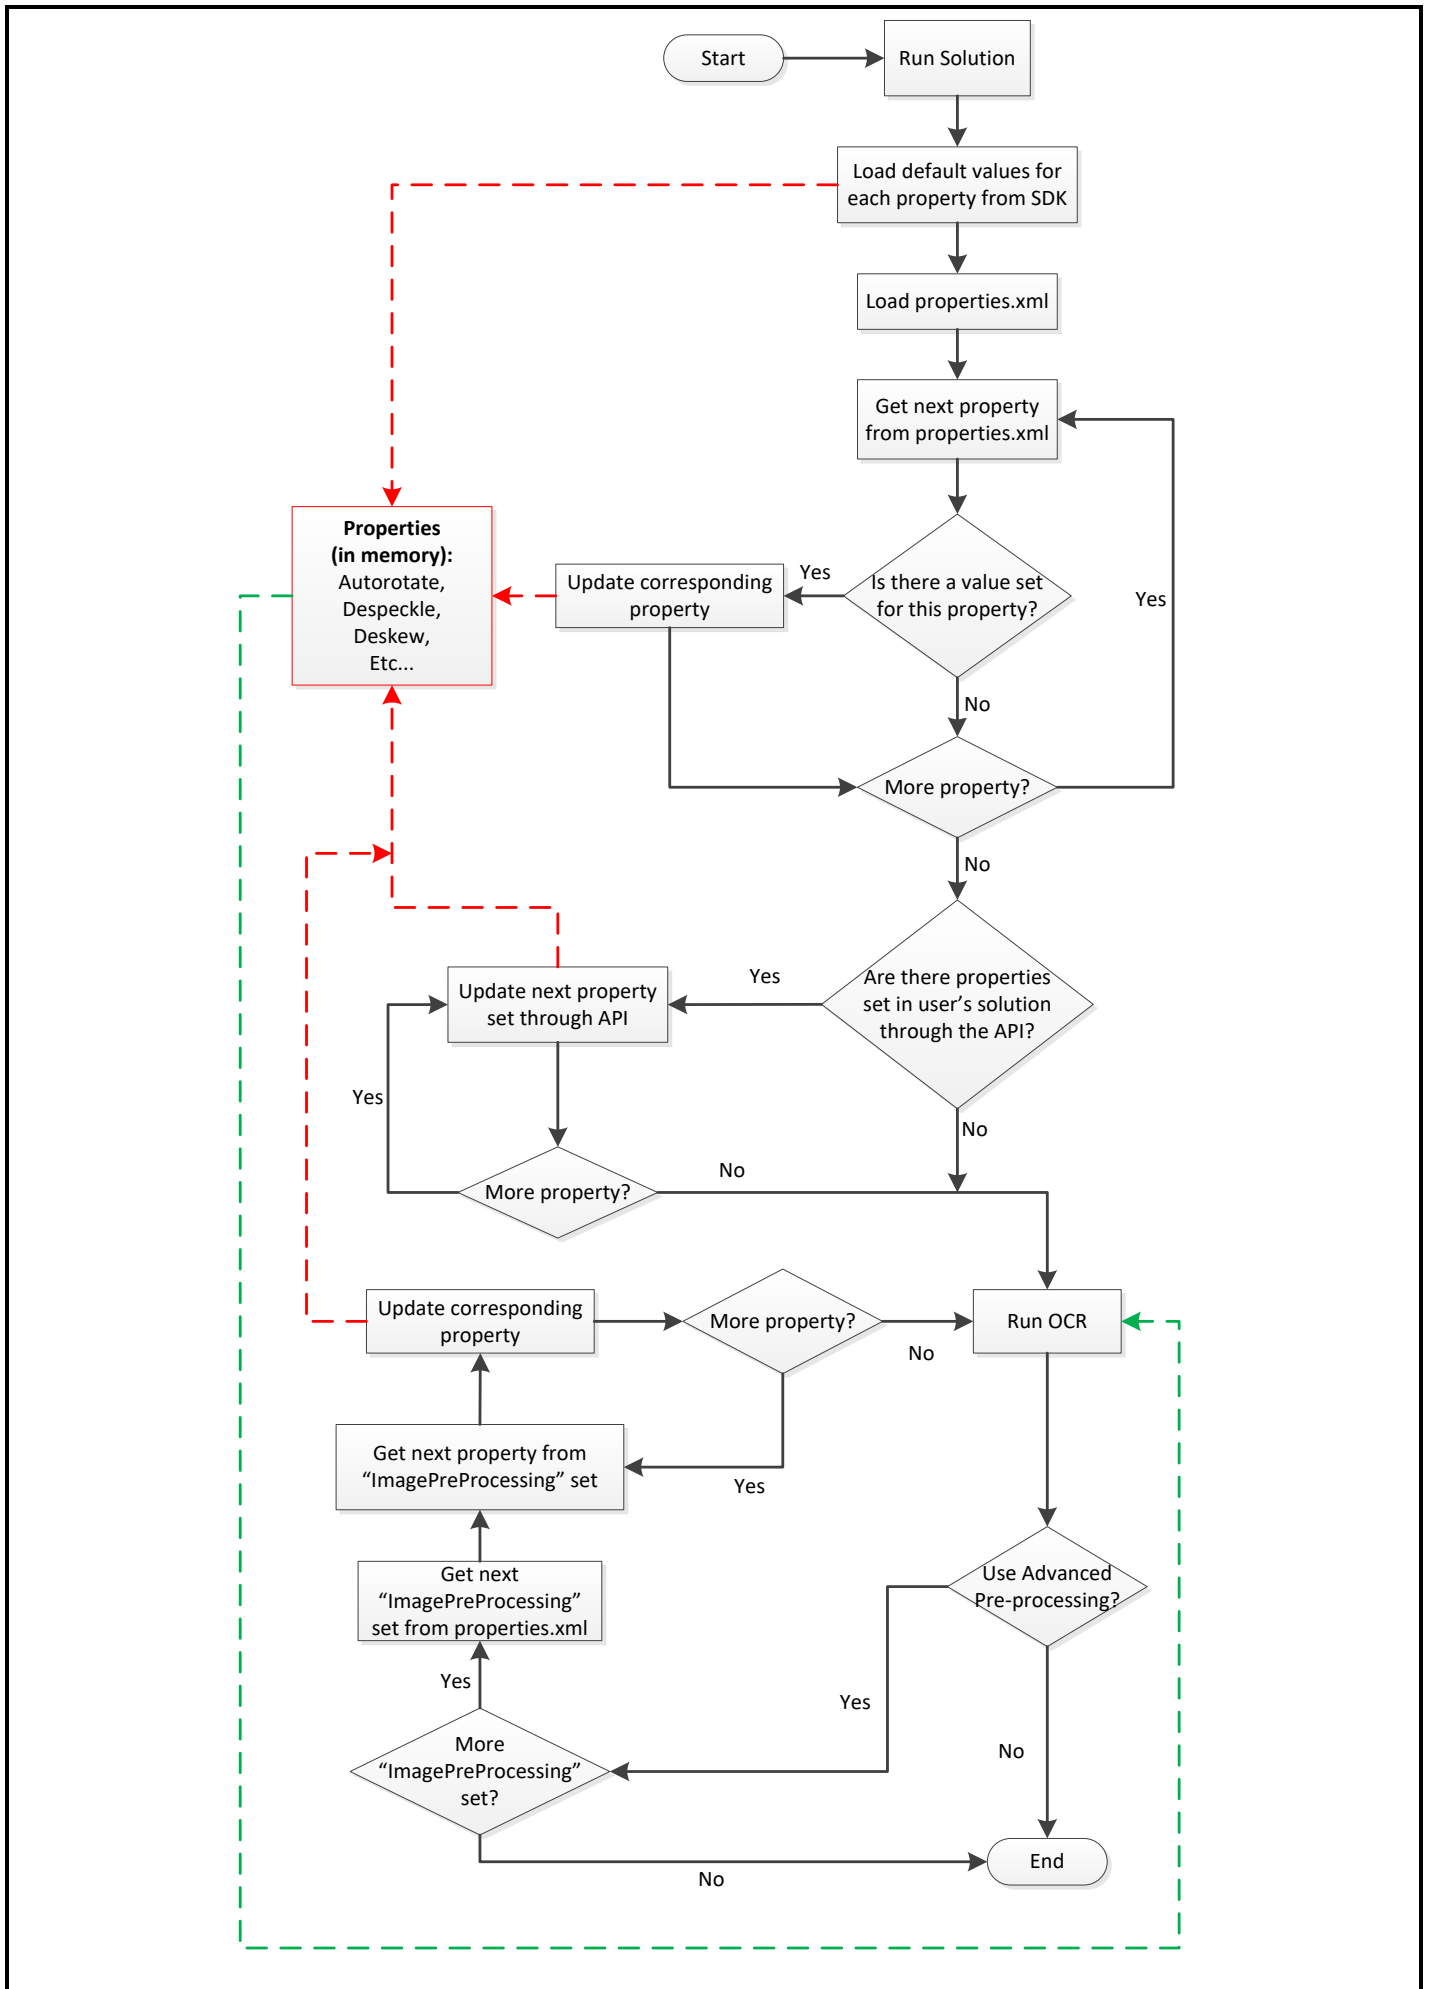 Start
Run Solution
Load default values for
each property from SDK
Load properties.xml
Get next property
from properties.xml
Properties
(in memory):
Autorotate,
Despeckle,
Deskew,
Etc...
Update corresponding
property
Yes
Is there a value set
for this property?
Yes
No
More property?
No
Are there properties
set in user’s solution
through the API?
Yes
Update next property
set through API
Yes
No
More property?
No
Update corresponding
property
More property?
No
Run OCR
Get next property from
“ImagePreProcessing” set
Yes
Get next
“ImagePreProcessing”
set from properties.xml
Use Advanced
Pre-processing?
Yes
Yes
No
More
“ImagePreProcessing”
set?
No
End